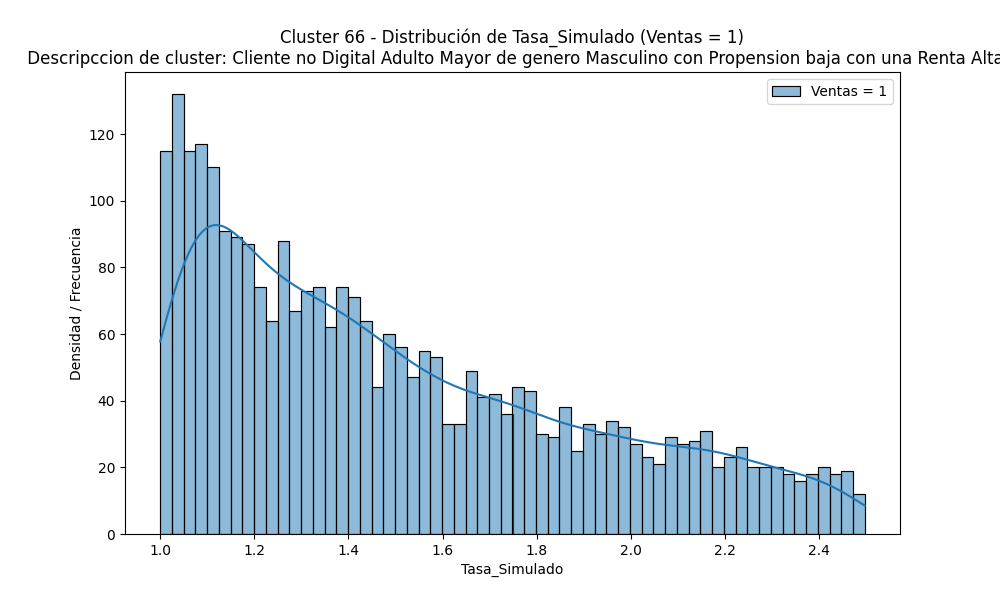 Cluster 66 - Distribución de Tasa_Simulado (Ventas = 1)
Descripccion de cluster: Cliente no Digital Adulto Mayor de genero Masculino con Propension baja con una Renta Alta
Ventas = 1
Densidad / Frecuencia
120
100
80
60
40
20
0
1.0 1.2 1.4 1.6 1.8 2.0 2.2 2.4
Tasa_Simulado